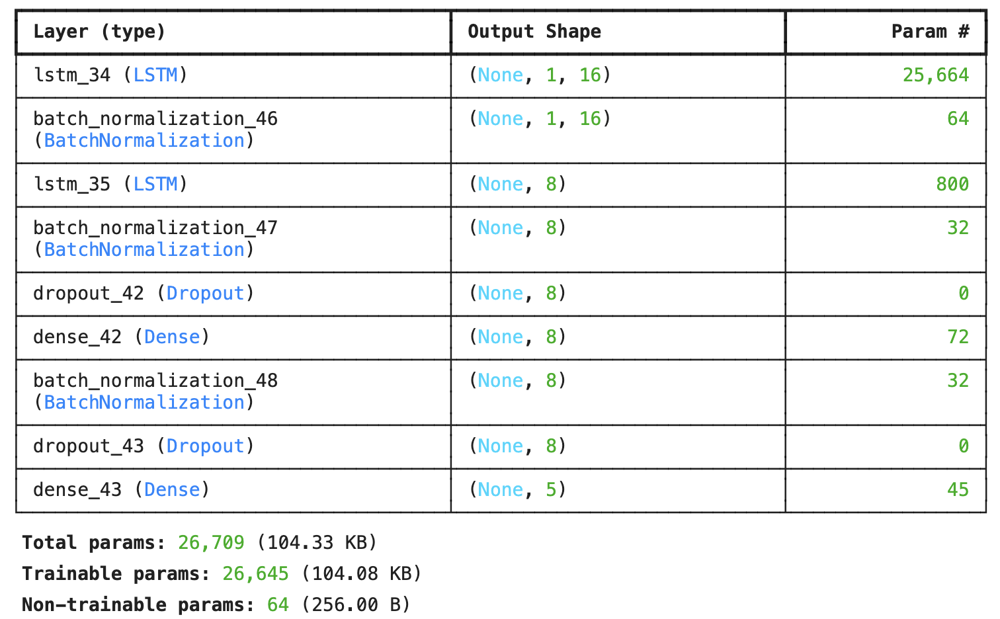 Layer (type) Output Shape Param #
lstm_34 (LSTM) (None, 1, 16) 25,664
batch_normalization_46 (None, 1, 16) 64
(BatchNormalization)
lstm_35 (LSTM) (None, 8) 800
batch_normalization_47 (None, 8) 32
(BatchNormalization)
dropout_42 (Dropout) (None, 8) 0
dense_42 (Dense) (None, 8) 72
batch_normalization_48 (None, 8) 32
(BatchNormalization)
dropout_43 (Dropout) (None, 8) 0
dense_43 (Dense) (None, 5) 45
Total params: 26,709 (104.33 KB)
Trainable params: 26,645 (104.08 KB)
Non-trainable params: 64 (256.00 B)